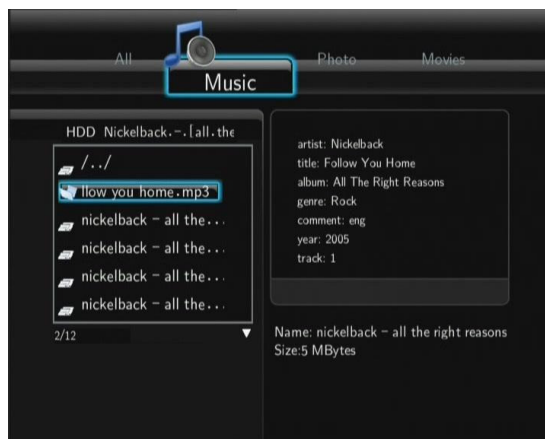 All
Music
Photo
Movies
HDD Nickelback.-.[all.the
/../
llow you home.mp3
nickelback - all the...
nickelback - all the...
nickelback - all the...
nickelback - all the...
2/12
artist: Nickelback
title: Follow You Home
album: All The Right Reasons
genre: Rock
comment: eng
year: 2005
track: 1
Name: nickelback - all the right reasons
Size:5 MBytes